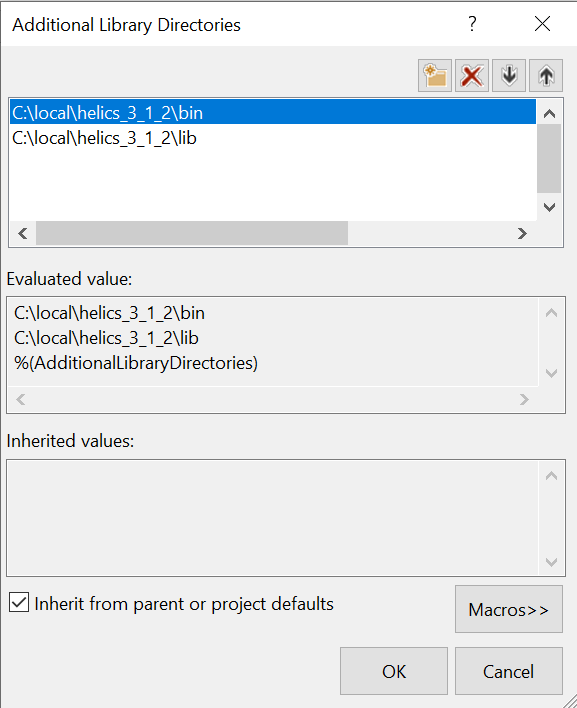 Additional Library Directories
?
C:\local\helics_3_1_2\bin
C:\local\helics_3_1_2\lib
Evaluated value:
C:\local\helics_3_1_2\bin
C:\local\helics_3_1_2\lib
%(AdditionalLibraryDirectories)
Inherited values:
Inherit from parent or project defaults
Macros>>
OK
Cancel